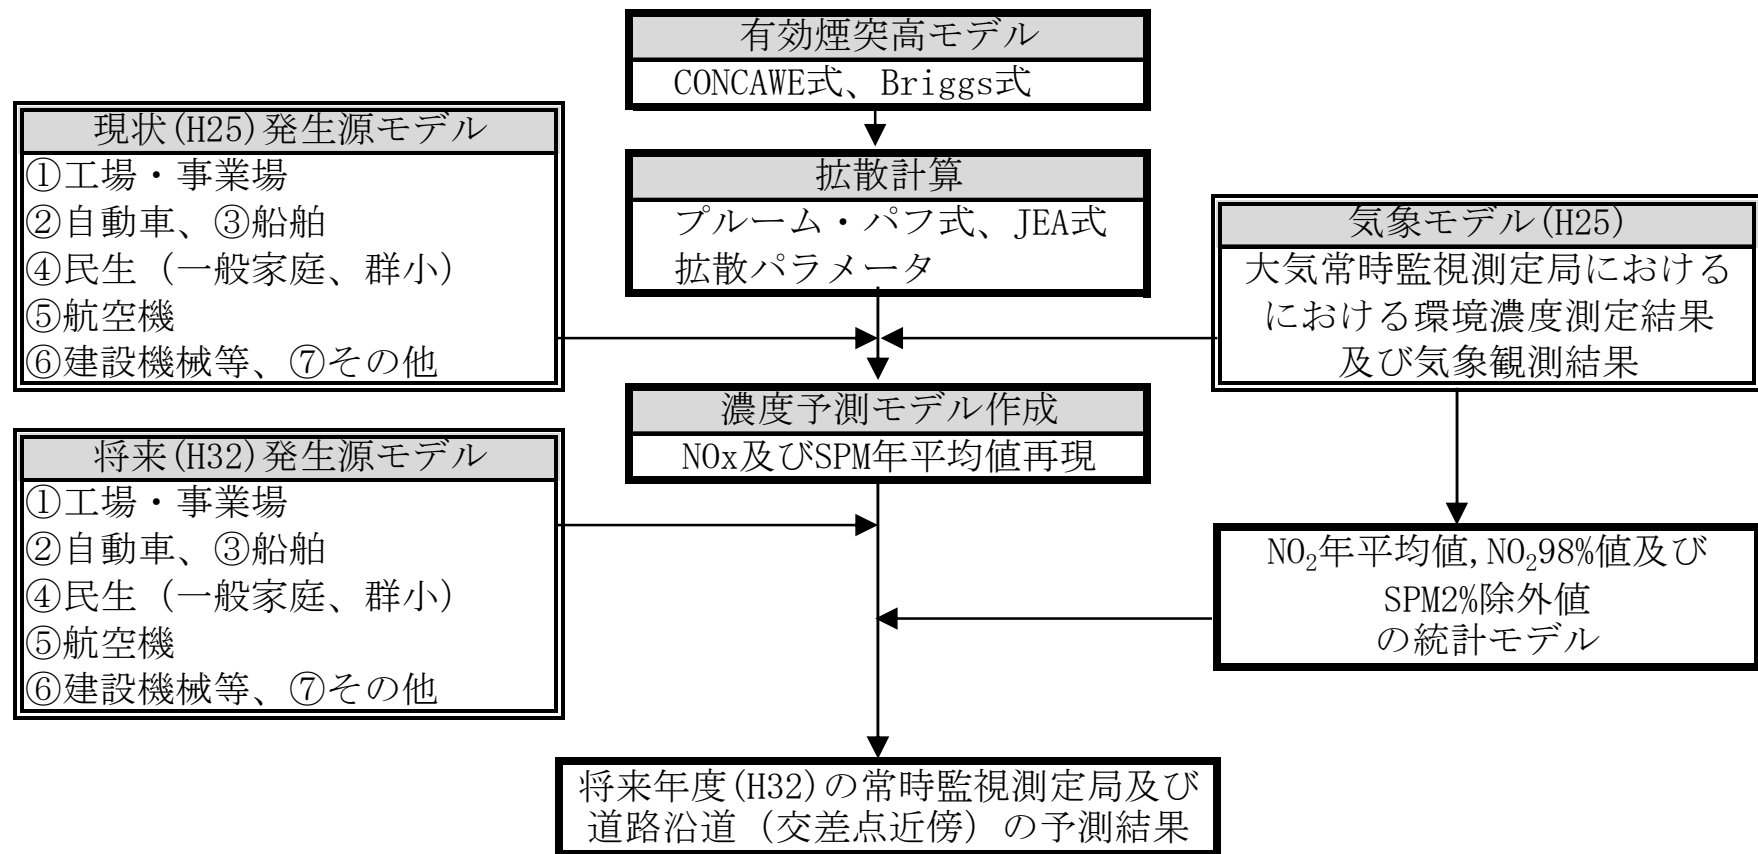 有効煙突高モデル
CONCAWE式、Briggs式
現状(H25)発生源モデル
①工場・事業場
②自動車、③船舶
④民生（一般家庭、群小）
⑤航空機
⑥建設機械等、⑦その他
拡散計算
プルーム・パフ式、JEA式
拡散パラメータ
気象モデル(H25)
大気常時監視測定局における
における環境濃度測定結果
及び気象観測結果
濃度予測モデル作成
NOx及びSPM年平均値再現
将来(H32)発生源モデル
①工場・事業場
②自動車、③船舶
④民生（一般家庭、群小）
⑤航空機
⑥建設機械等、⑦その他
NO₂年平均値,NO₂98%値及び
SPM2%除外値
の統計モデル
将来年度(H32)の常時監視測定局及び
道路沿道（交差点近傍）の予測結果